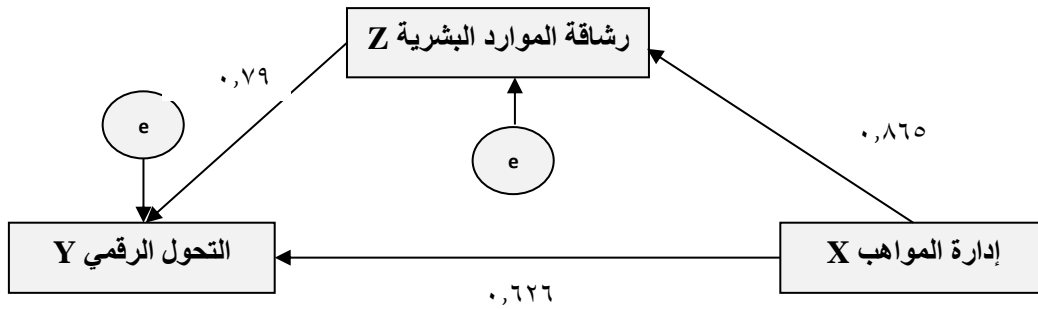 رشاقة الموارد البشرية Z
٠,٧٩
e
٠,٨٦٥
e
إدارة المواهب X
التحول الرقمي Y
٠,٦٢٦